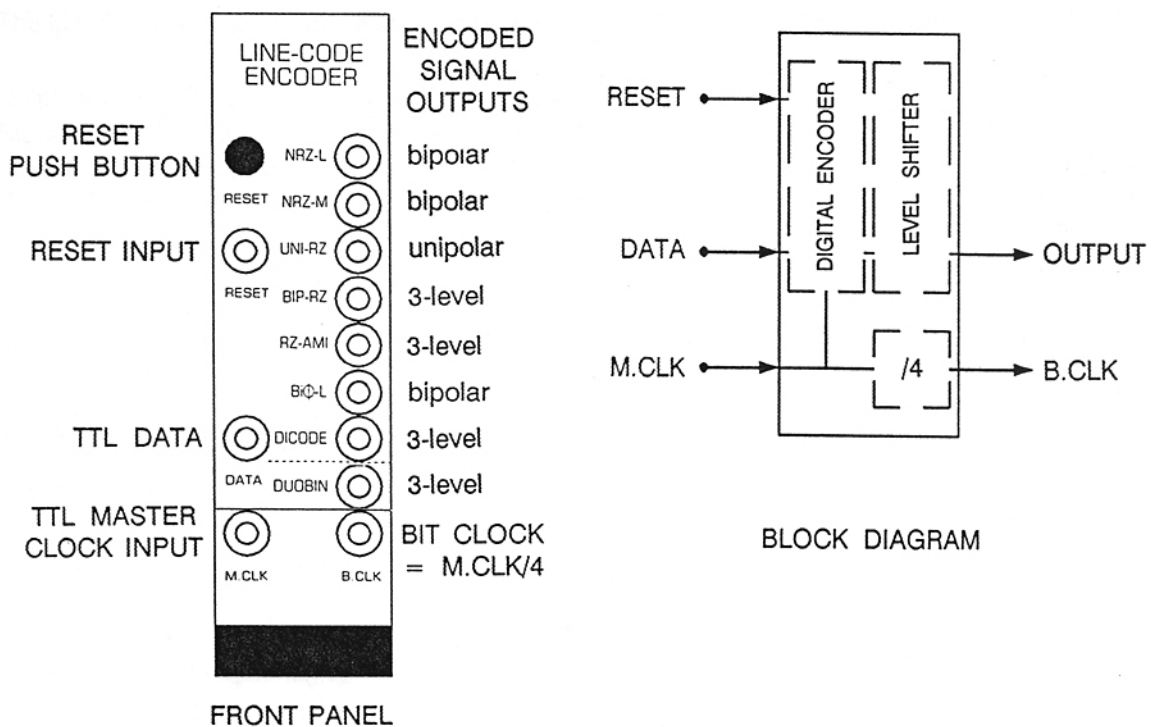 LINE-CODE
ENCODER
ENCODED
SIGNAL
OUTPUTS
RESET
PUSH BUTTON
NRZ-L
bipolar
RESET
NRZ-M
bipolar
RESET INPUT
UNI-RZ
unipolar
RESET
BIP-RZ
3-level
RZ-AMI
3-level
BiΦ-L
bipolar
TTL DATA
DICODE
3-level
DATA
DUOBIN
3-level
TTL MASTER
CLOCK INPUT
BIT CLOCK
= M.CLK/4
M.CLK
B.CLK
FRONT PANEL
RESET
DATA
M.CLK
DIGITAL ENCODER
LEVEL SHIFTER
/4
OUTPUT
B.CLK
BLOCK DIAGRAM